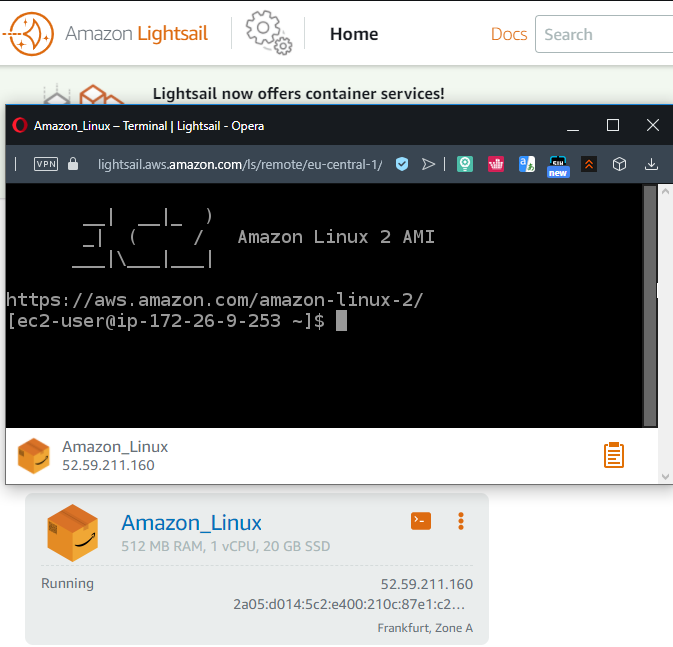 Amazon Lightsail
Home
Docs
Search
Lightsail now offers container services!
Amazon_Linux – Terminal | Lightsail - Opera
VPN
lightsail.aws.amazon.com/ls/remote/eu-central-1/
new
__|  __|_  )
_|  (     /   Amazon Linux 2 AMI
___|\___|___|
https://aws.amazon.com/amazon-linux-2/
[ec2-user@ip-172-26-9-253 ~]$
Amazon_Linux
52.59.211.160
Amazon_Linux
512 MB RAM, 1 vCPU, 20 GB SSD
Running
52.59.211.160
2a05:d014:5c2:e400:210c:87e1:c2...
Frankfurt, Zone A